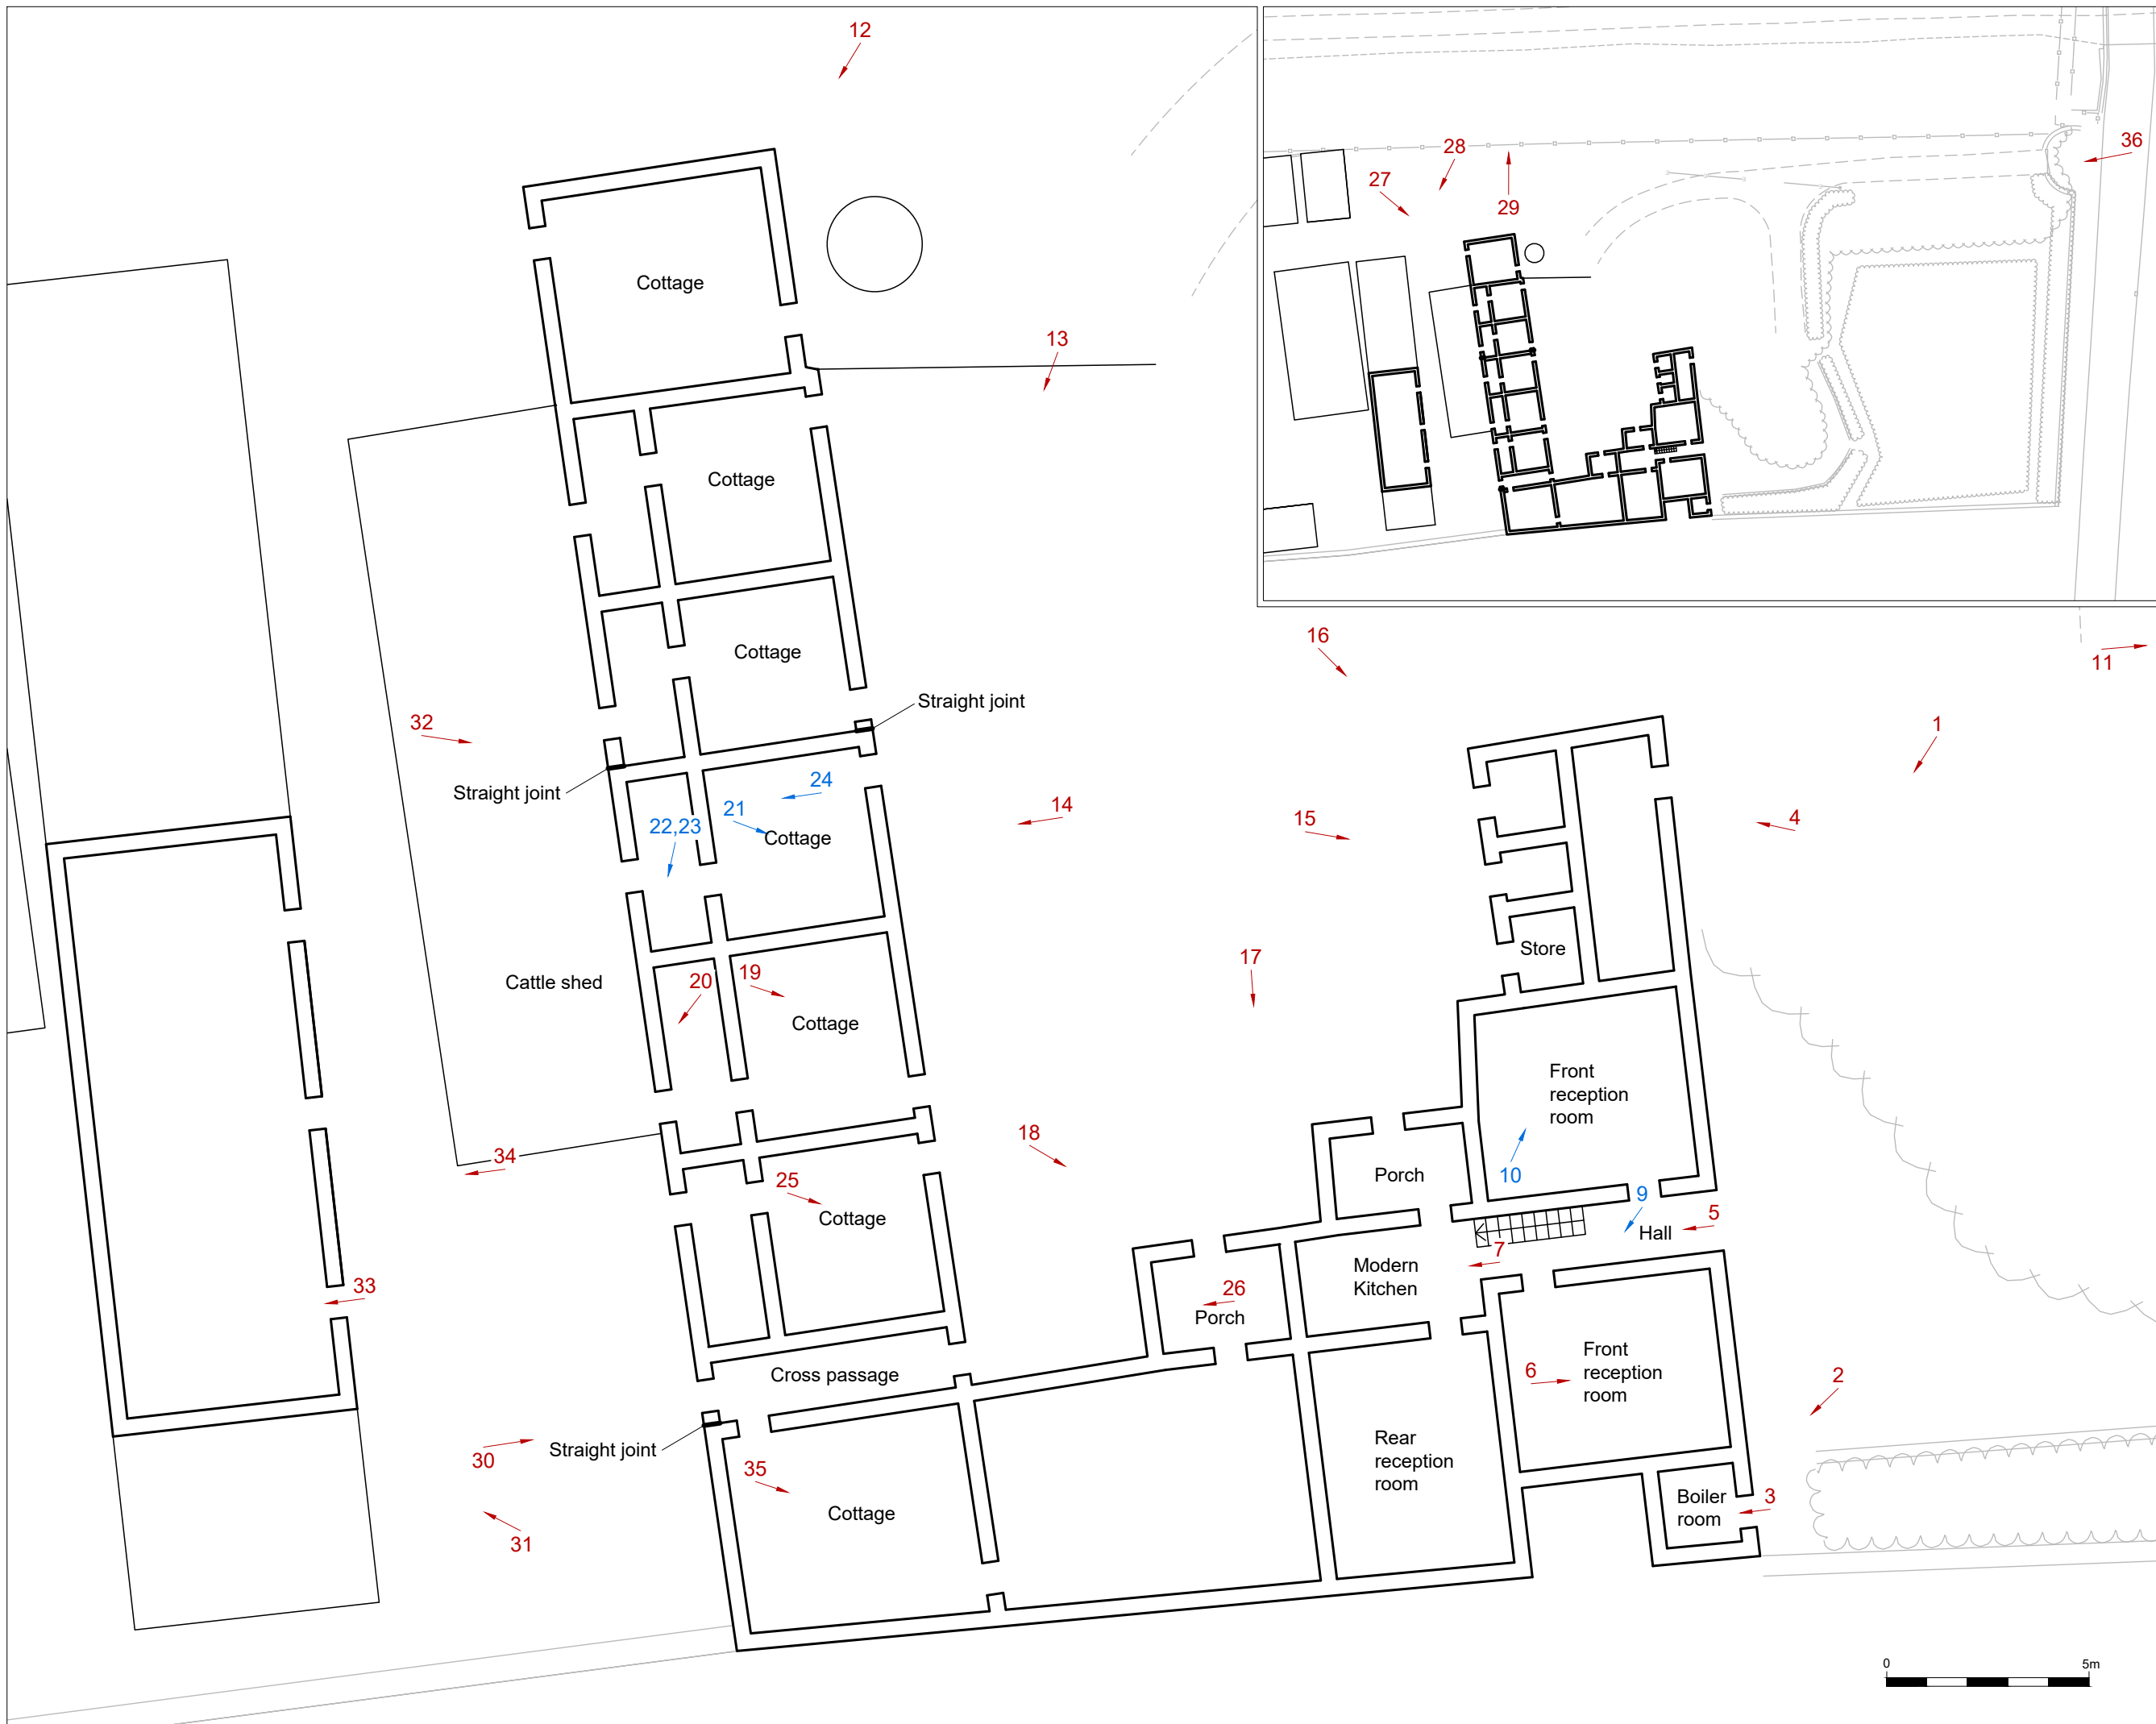 12
28
36
27
29
Cottage
13
Cottage
16
11
Cottage
Straight joint
32
1
Straight joint
24
21
22,23
Cottage
14
15
4
Store
17
19
20
Cattle shed
Cottage
Front
reception
room
18
34
25
Porch
10
9
Cottage
5
Hall
7
Modern
Kitchen
33
26
Porch
Cross passage
6
Front
reception
room
2
30
Straight joint
Rear
reception
room
35
Cottage
Boiler
room
3
31
0 5m